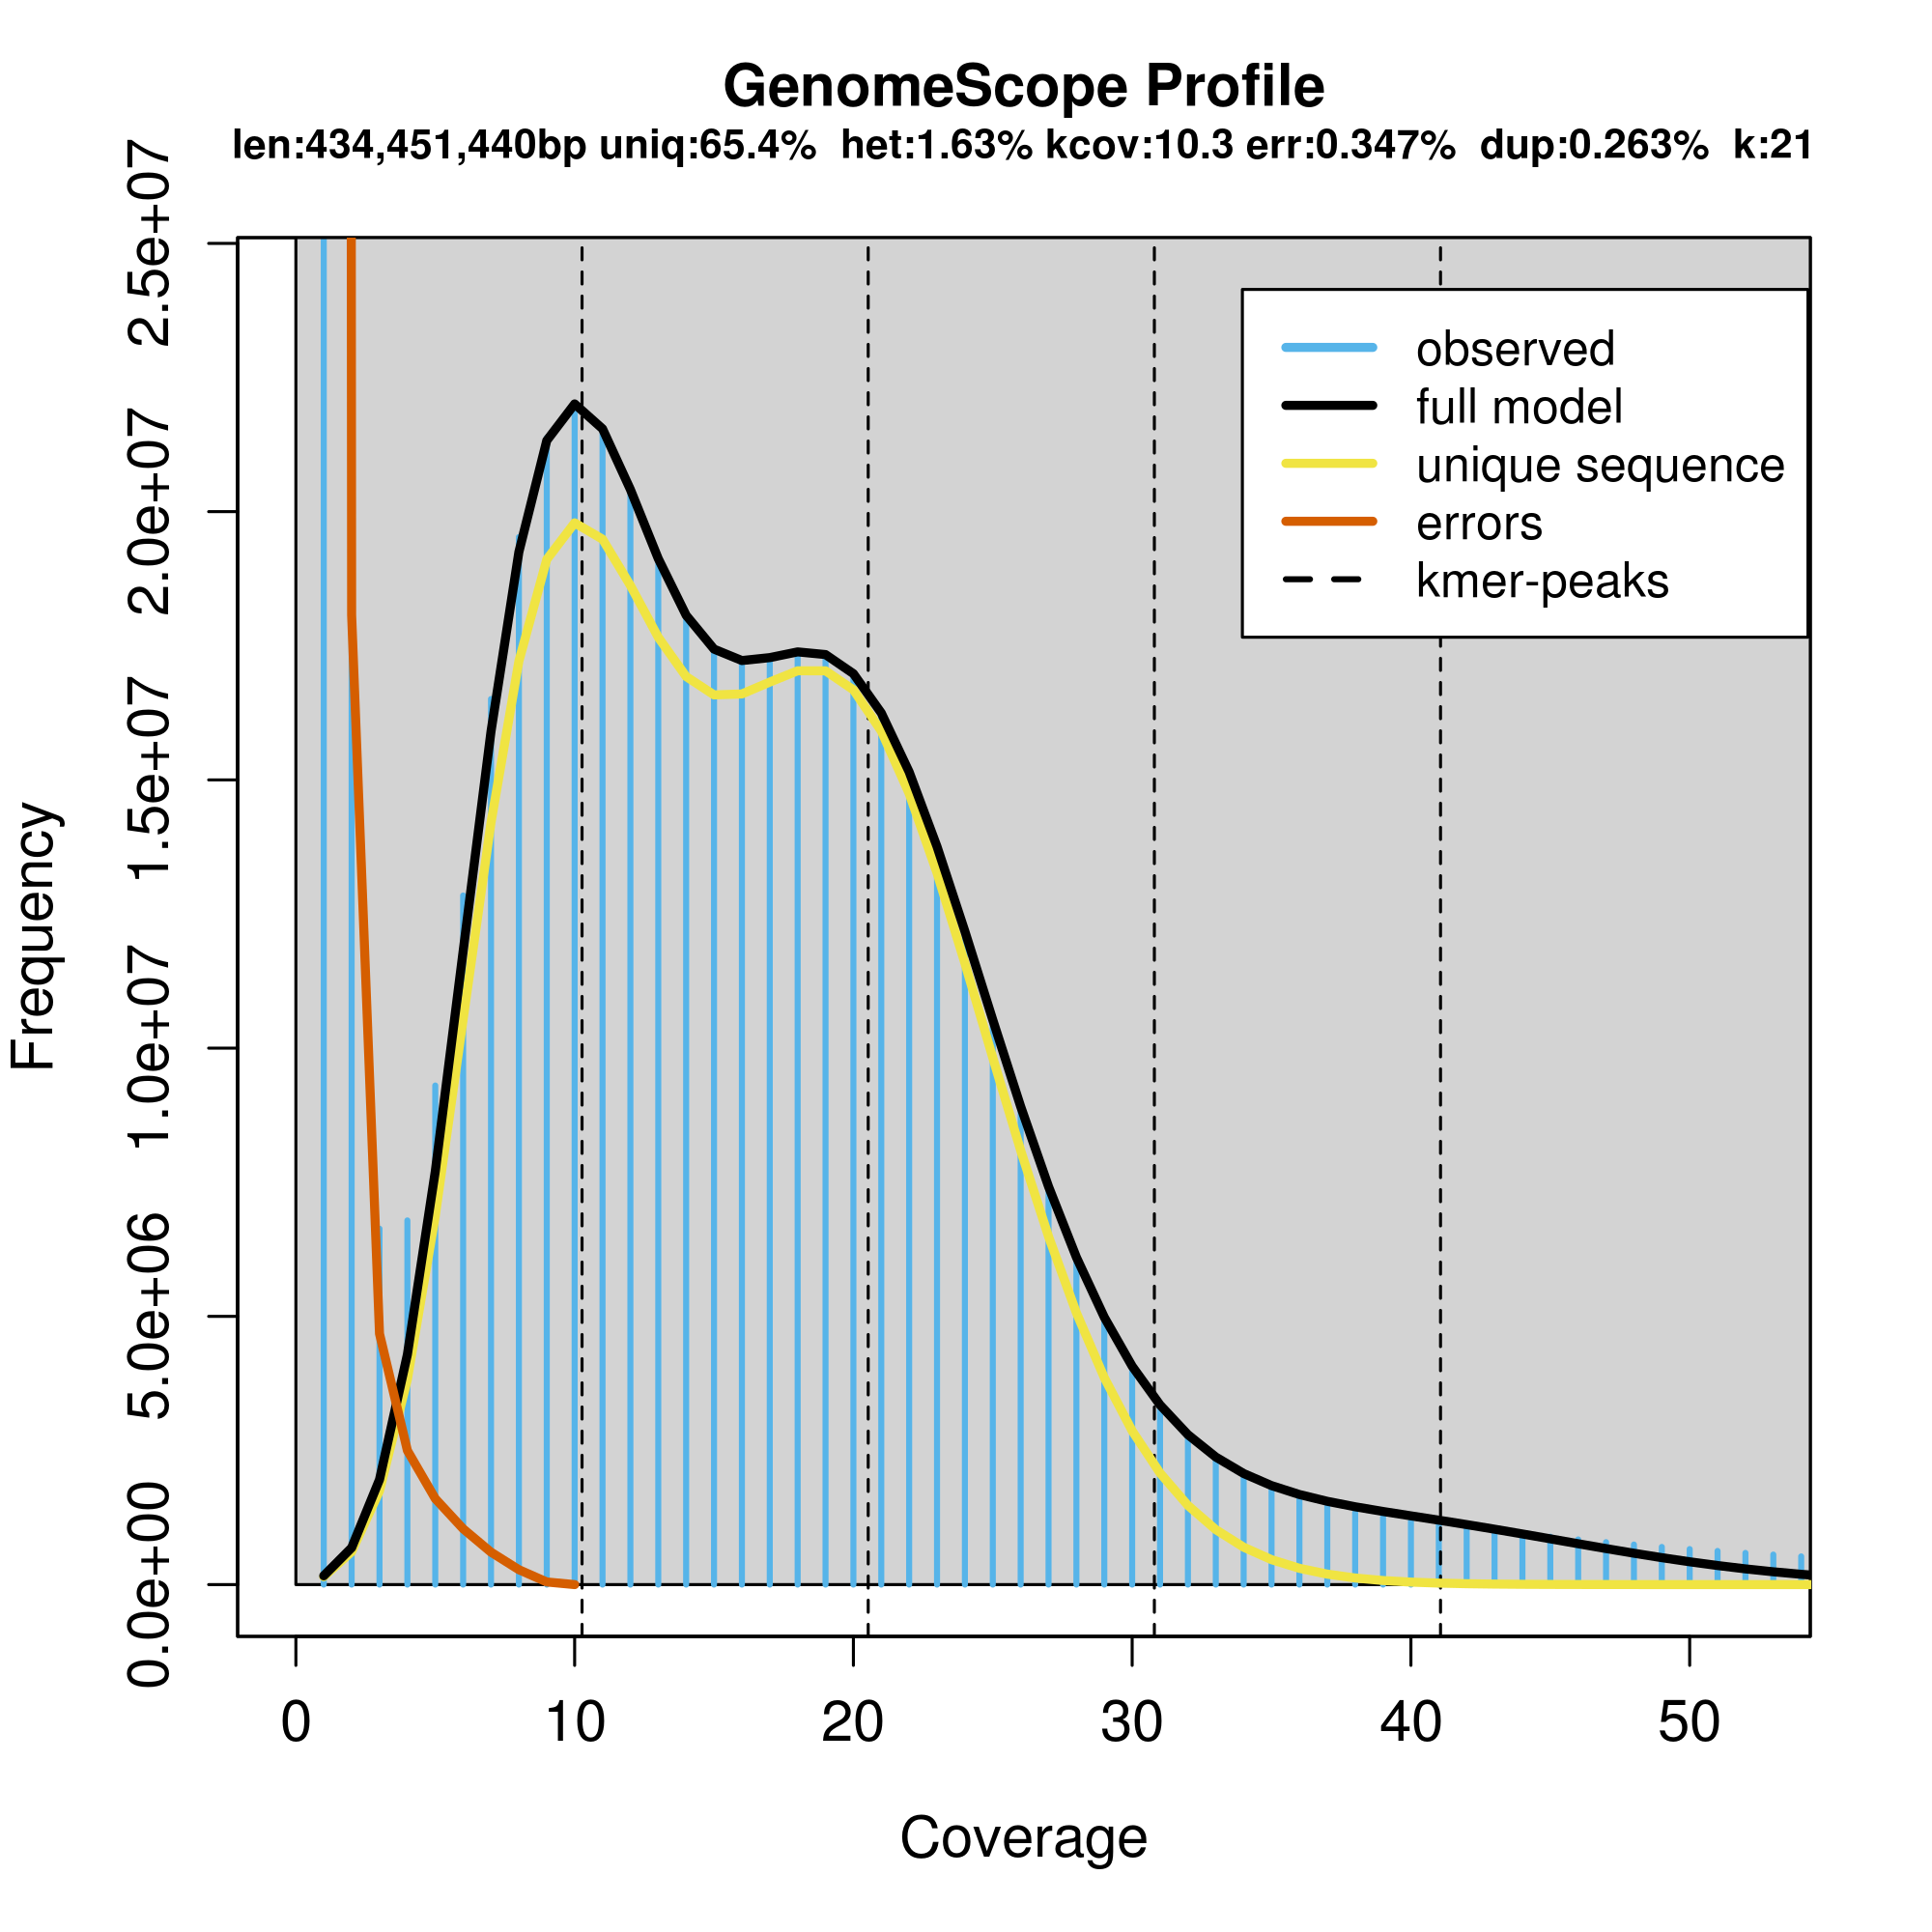 GenomeScope Profile
len:434,451,440bp uniq:65.4% het:1.63% kcov:10.3 err:0.347% dup:0.263% k:21
observed
full model
unique sequence
errors
kmer-peaks
Frequency
2.5e+07
2.0e+07
1.5e+07
1.0e+07
5.0e+06
0.0e+00
0 10 20 30 40 50
Coverage